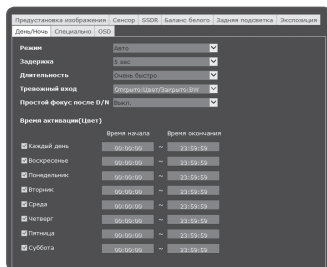 Предустановка изображения Сенсор SSDR Баланс белого Задняя подсветка Экспозиция
День/Ночь Специально OSD
Режим Авто
Задержка 5 sec
Длительность Очень быстро
Тревожный вход Открыто:Цвет/Закрыто:BW
Простой фокус после D/N Выкл.
Время активации(Цвет)
Время начала Время окончания
Каждый день 00:00:00 ~ 23:59:59
Воскресенье 00:00:00 ~ 23:59:59
Понедельник 00:00:00 ~ 23:59:59
Вторник 00:00:00 ~ 23:59:59
Среда 00:00:00 ~ 23:59:59
Четверг 00:00:00 ~ 23:59:59
Пятница 00:00:00 ~ 23:59:59
Суббота 00:00:00 ~ 23:59:59